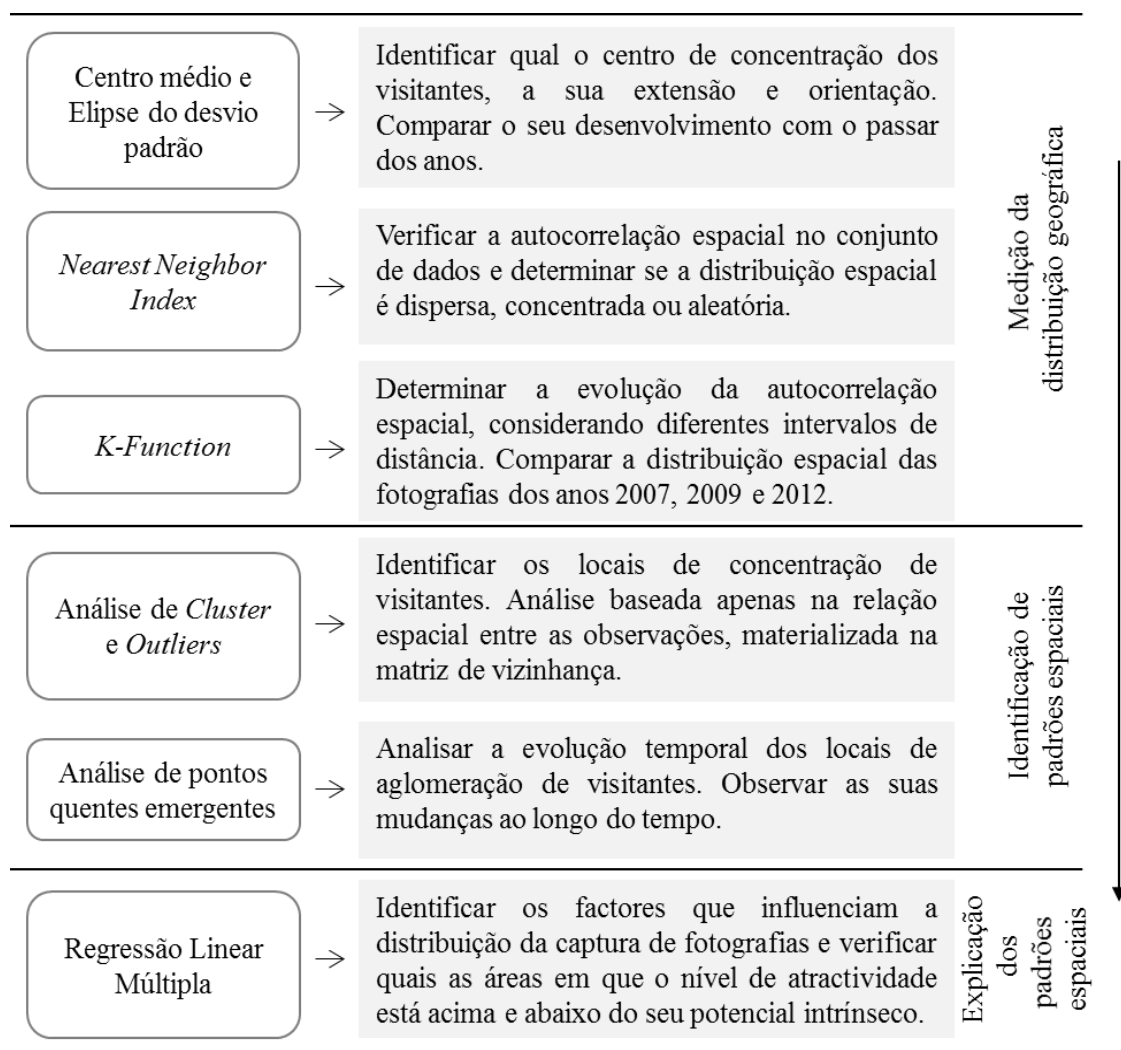 Centro médio e
Elipse do desvio
padrão
Identificar qual o centro de concentração dos
visitantes, a sua extensão e orientação.
Comparar o seu desenvolvimento com o passar
dos anos.
Nearest Neighbor
Index
Verificar a autocorrelação espacial no conjunto
de dados e determinar se a distribuição espacial
é dispersa, concentrada ou aleatória.
K-Function
Determinar a evolução da autocorrelação
espacial, considerando diferentes intervalos de
distância. Comparar a distribuição espacial das
fotografias dos anos 2007, 2009 e 2012.
Medição da
distribuição geográfica
Análise de Cluster
e Outliers
Identificar os locais de concentração de
visitantes. Análise baseada apenas na relação
espacial entre as observações, materializada na
matriz de vizinhança.
Análise de pontos
quentes emergentes
Analisar a evolução temporal dos locais de
aglomeração de visitantes. Observar as suas
mudanças ao longo do tempo.
Identificação de
padrões espaciais
Regressão Linear
Múltipla
Identificar os factores que influenciam a
distribuição da captura de fotografias e verificar
quais as áreas em que o nível de atractividade
está acima e abaixo do seu potencial intrínseco.
Explicação
dos
padrões
espaciais